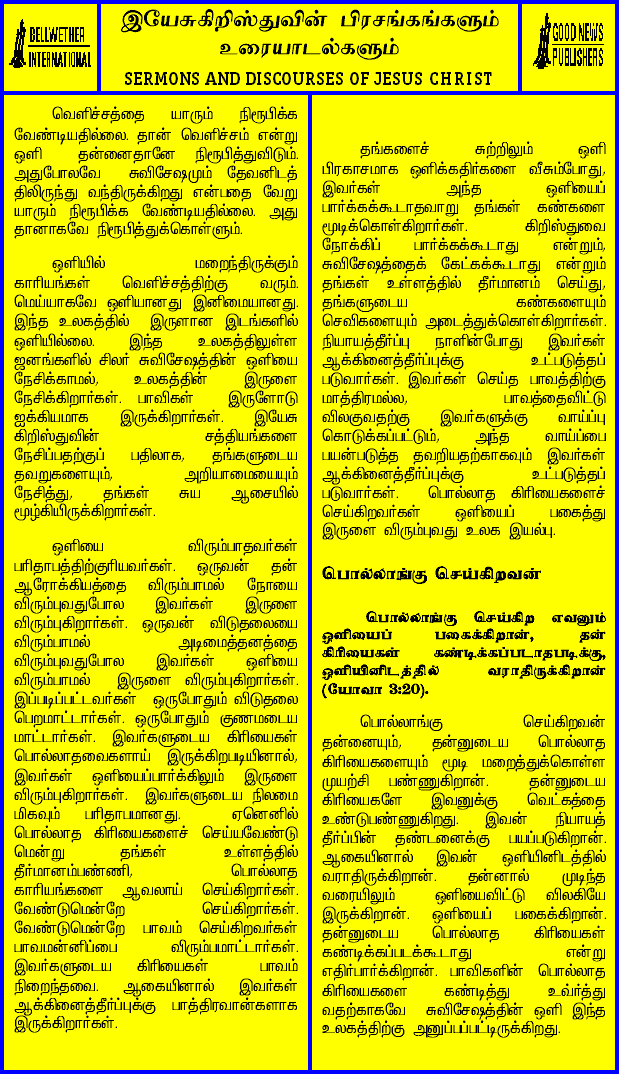 இயேசுகிறிஸ்துவின் பிரசங்கங்களும்
உரையாடல்களும்
SERMONS AND DISCOURSES OF JESUS CHRIST
BELLWETHER
INTERNATIONAL
GOOD NEWS
PUBLISHERS
வெளிச்சத்தை யாரும் நிரூபிக்க
வேண்டியதில்லை. தான் வெளிச்சம் என்று
ஒளி தன்னைதானே நிரூபித்துவிடும்.
அதுபோலவே சுவிசேஷமும் தேவனிடத்
திலிருந்து வந்திருக்கிறது என்பதை வேறு
யாரும் நிரூபிக்க வேண்டியதில்லை. அது
தானாகவே நிரூபித்துக்கொள்ளும்.
ஒளியில் மறைந்திருக்கும்
காரியங்கள் வெளிச்சத்திற்கு வரும்.
மெய்யாகவே ஒளியானது இனிமையானது.
இந்த உலகத்தில் இருளான இடங்களில்
ஒளியில்லை. இந்த உலகத்திலுள்ள
ஜனங்களில் சிலர் சுவிசேஷத்தின் ஒளியை
நேசிக்காமல், உலகத்தின் இருளை
நேசிக்கிறார்கள். பாவிகள் இருளோடு
ஐக்கியமாக இருக்கிறார்கள். இயேசு
கிறிஸ்துவின் சத்தியங்களை
நேசிப்பதற்குப் பதிலாக, தங்களுடைய
தவறுகளையும், அறியாமையையும்
நேசித்து, தங்கள் சுய ஆசையில்
மூழ்கியிருக்கிறார்கள்.
ஒளியை விரும்பாதவர்கள்
பரிதாபத்திற்குரியவர்கள். ஒருவன் தன்
ஆரோக்கியத்தை விரும்பாமல் நோயை
விரும்புவதுபோல இவர்கள் இருளை
விரும்புகிறார்கள். ஒருவன் விடுதலையை
விரும்பாமல் அடிமைத்தனத்தை
விரும்புவதுபோல இவர்கள் ஒளியை
விரும்பாமல் இருளை விரும்புகிறார்கள்.
இப்படிப்பட்டவர்கள் ஒருபோதும் விடுதலை
பெறமாட்டார்கள். ஒருபோதும் குணமடைய
மாட்டார்கள். இவர்களுடைய கிரியைகள்
பொல்லாதவைகளாய் இருக்கிறபடியினால்,
இவர்கள் ஒளியைப்பார்க்கிலும் இருளை
விரும்புகிறார்கள். இவர்களுடைய நிலமை
மிகவும் பரிதாபமானது. ஏனெனில்
பொல்லாத கிரியைகளைச் செய்யவேண்டு
மென்று தங்கள் உள்ளத்தில்
தீர்மானம்பண்ணி, பொல்லாத
காரியங்களை ஆவலாய் செய்கிறார்கள்.
வேண்டுமென்றே செய்கிறார்கள்.
வேண்டுமென்றே பாவம் செய்கிறவர்கள்
பாவமன்னிப்பை விரும்பமாட்டார்கள்.
இவர்களுடைய கிரியைகள் பாவம்
நிறைந்தவை. ஆகையினால் இவர்கள்
ஆக்கினைத்தீர்ப்புக்கு பாத்திரவான்களாக
இருக்கிறார்கள்.
தங்களைச் சுற்றிலும் ஒளி
பிரகாசமாக ஒளிக்கதிர்களை வீசும்போது,
இவர்கள் அந்த ஒளியைப்
பார்க்கக்கூடாதவாறு தங்கள் கண்களை
மூடிக்கொள்கிறார்கள். கிறிஸ்துவை
நோக்கிப் பார்க்கக்கூடாது என்றும்,
சுவிசேஷத்தைக் கேட்கக்கூடாது என்றும்
தங்கள் உள்ளத்தில் தீர்மானம் செய்து,
தங்களுடைய கண்களையும்
செவிகளையும் அடைத்துக்கொள்கிறார்கள்.
நியாயத்தீர்ப்பு நாளின்போது இவர்கள்
ஆக்கினைத்தீர்ப்புக்கு உட்படுத்தப்
படுவார்கள். இவர்கள் செய்த பாவத்திற்கு
மாத்திரமல்ல, பாவத்தைவிட்டு
விலகுவதற்கு இவர்களுக்கு வாய்ப்பு
கொடுக்கப்பட்டும், அந்த வாய்ப்பை
பயன்படுத்த தவறியதற்காகவும் இவர்கள்
ஆக்கினைத்தீர்ப்புக்கு உட்படுத்தப்
படுவார்கள். பொல்லாத கிரியைகளைச்
செய்கிறவர்கள் ஒளியைப் பகைத்து
இருளை விரும்புவது உலக இயல்பு.
பொல்லாங்கு செய்கிறவன்
பொல்லாங்கு செய்கிற எவனும்
ஒளியைப் பகைக்கிறான், தன்
கிரியைகள் கண்டிக்கப்படாதபடிக்கு,
ஒளியினிடத்தில் வராதிருக்கிறான்
(யோவா 3:20).
பொல்லாங்கு செய்கிறவன்
தன்னையும், தன்னுடைய பொல்லாத
கிரியைகளையும் மூடி மறைத்துக்கொள்ள
முயற்சி பண்ணுகிறான். தன்னுடைய
கிரியைகளே இவனுக்கு வெட்கத்தை
உண்டுபண்ணுகிறது. இவன் நியாயத்
தீர்ப்பின் தண்டனைக்கு பயப்படுகிறான்.
ஆகையினால் இவன் ஒளியினிடத்தில்
வராதிருக்கிறான். தன்னால் முடிந்த
வரையிலும் ஒளியைவிட்டு விலகியே
இருக்கிறான். ஒளியைப் பகைக்கிறான்.
தன்னுடைய பொல்லாத கிரியைகள்
கண்டிக்கப்படக்கூடாது என்று
எதிர்பார்க்கிறான். பாவிகளின் பொல்லாத
கிரியைகளை கண்டித்து உவ்ர்த்து
வதற்காகவே சுவிசேஷத்தின் ஒளி இந்த
உலகத்திற்கு அனுப்பப்பட்டிருக்கிறது.